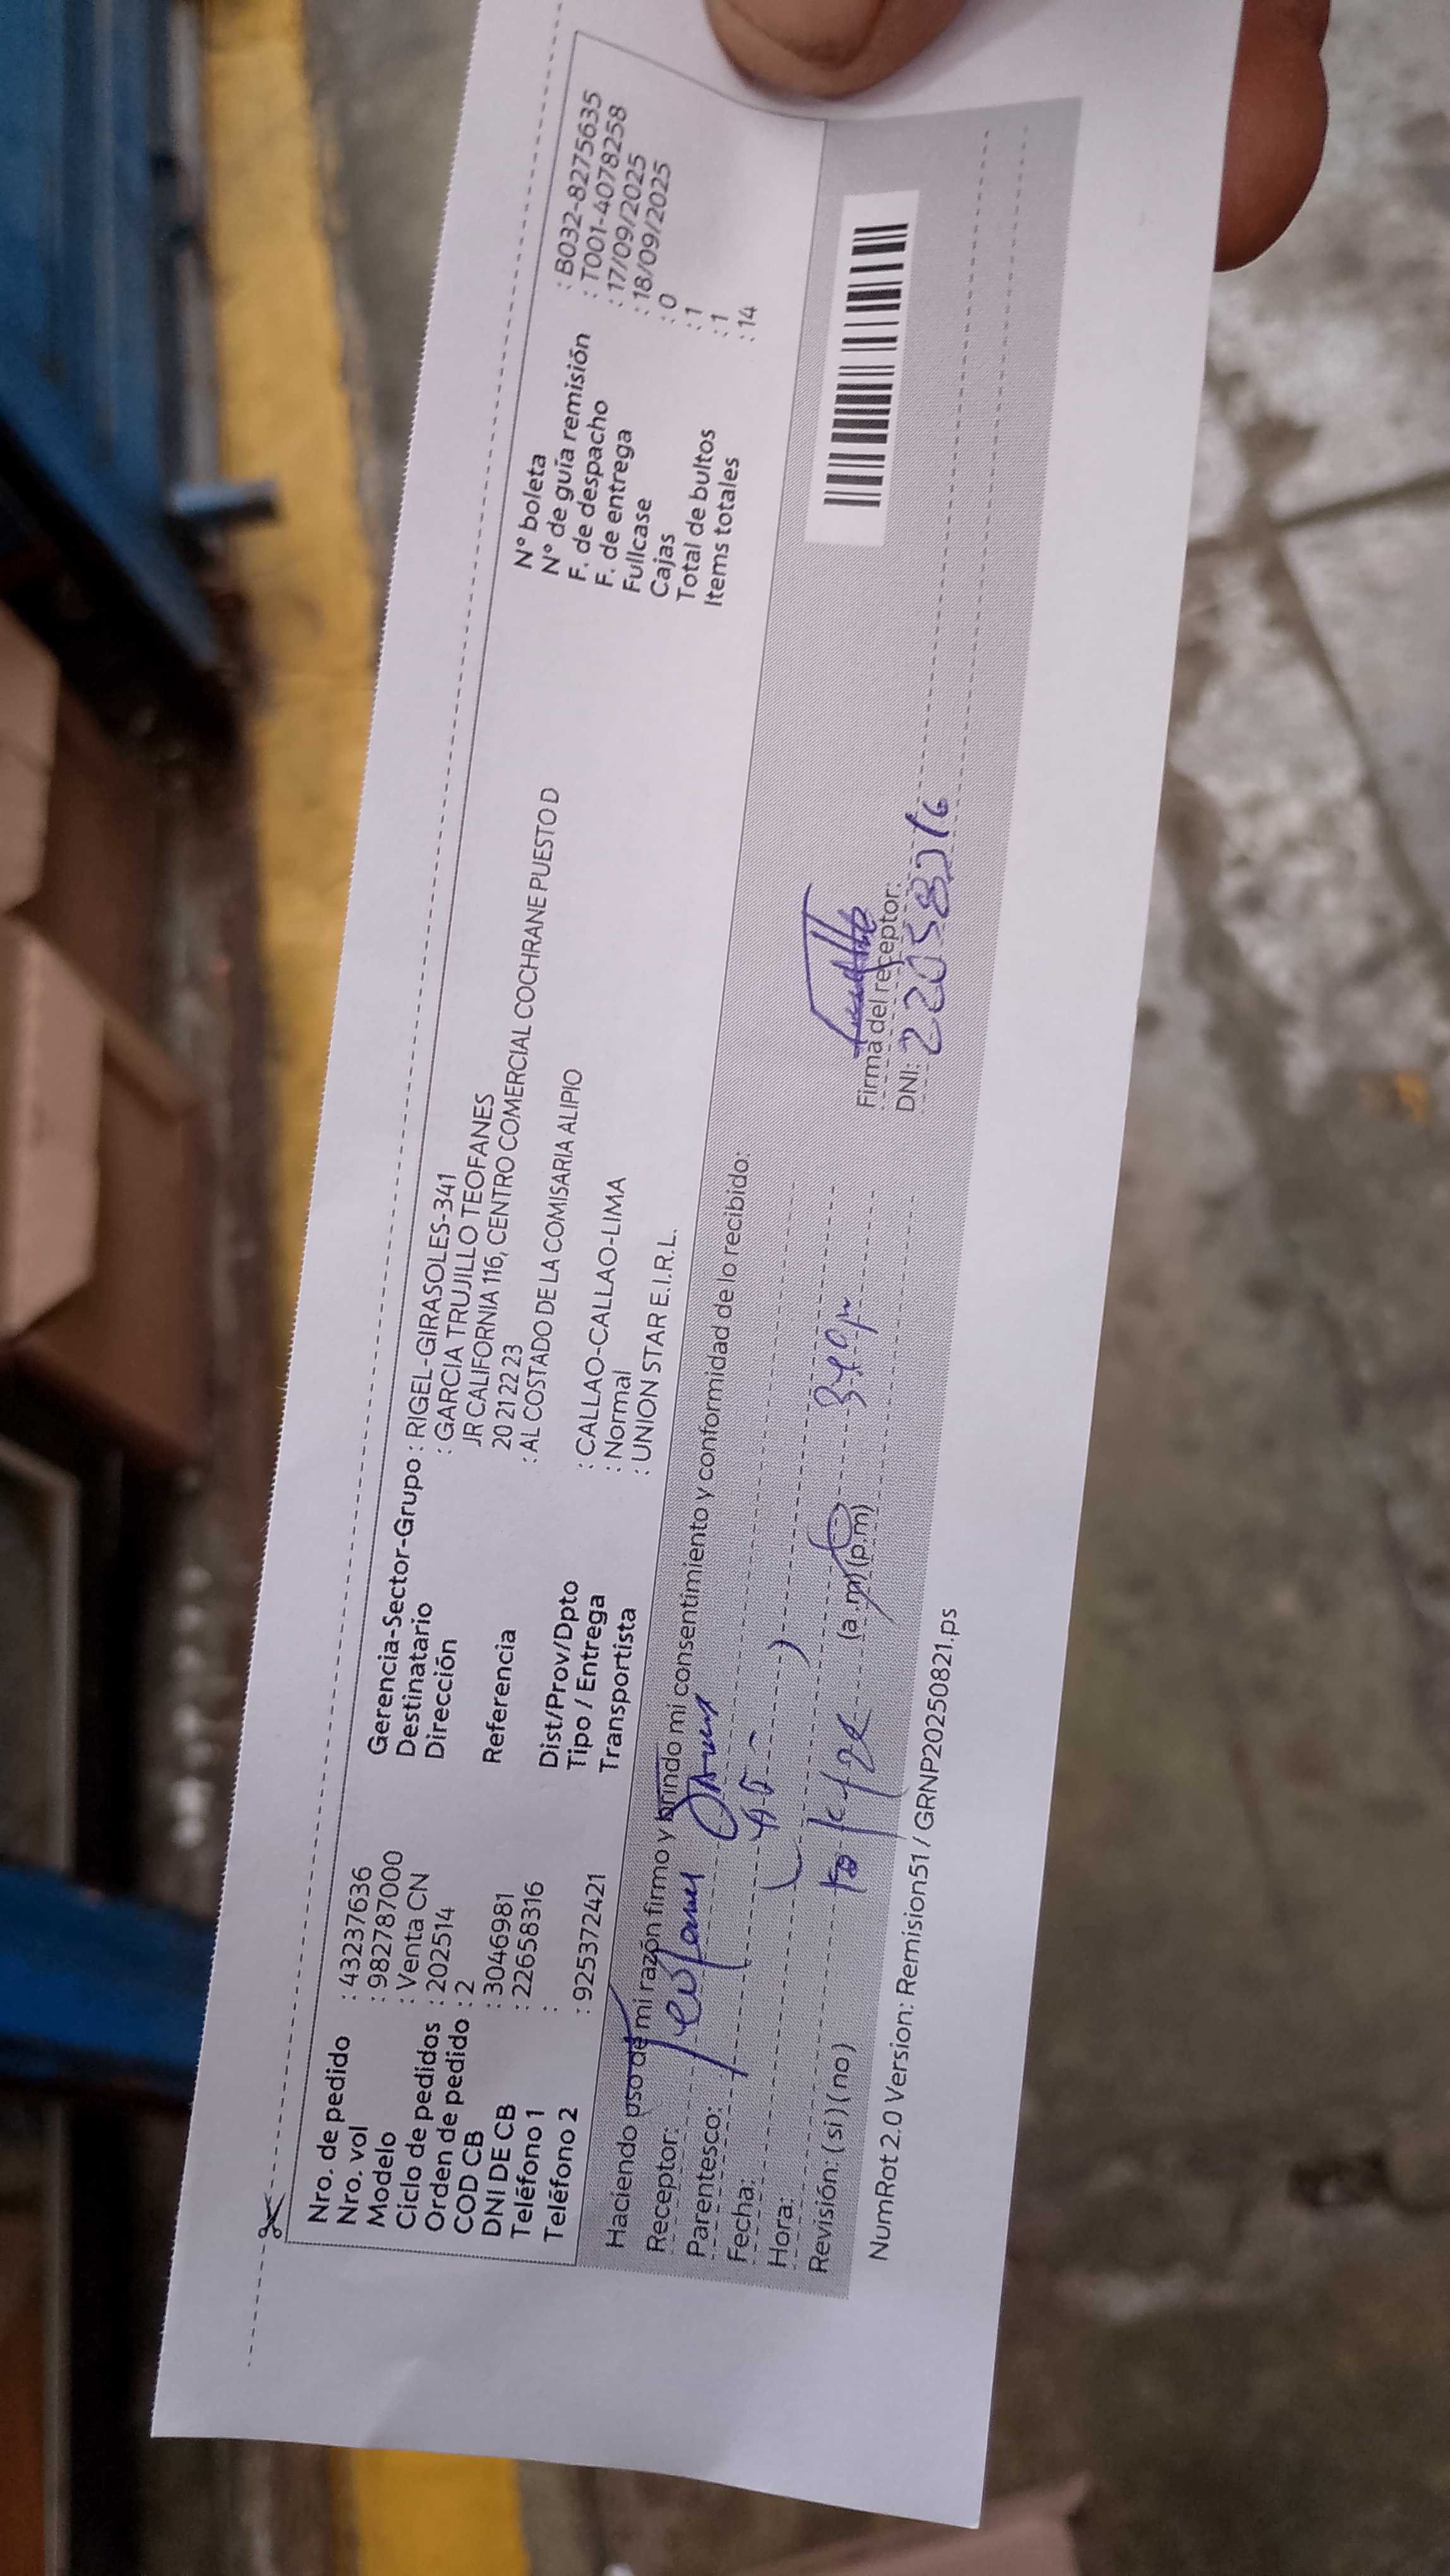 Nro. de pedido : 43237636
Nro. vol : 982787000
Modelo : Venta CN
Ciclo de pedidos : 202514
Orden de pedido : 2
COD CB : 3046981
DNI DE CB : 22658316
Teléfono 1 :
Teléfono 2 : 925372421
Gerencia-Sector-Grupo : RIGEL-GIRASOLES-341
Destinatario : GARCIA TRUJILLO TEOFANES
Dirección JR CALIFORNIA 116, CENTRO COMERCIAL COCHRANE PUESTO D
20 21 22 23
Referencia : AL COSTADO DE LA COMISARIA ALIPIO
Dist/Prov/Dpto : CALLAO-CALLAO-LIMA
Tipo / Entrega : Normal
Transportista : UNION STAR E.I.R.L.
N° boleta : B032-8275635
N° de guía remisión : T001-4078258
F. de despacho : 17/09/2025
F. de entrega : 18/09/2025
Fullcase : 0
Cajas : 1
Total de bultos : 1
Items totales : 14
Haciendo uso de mi razón firmo y brindo mi consentimiento y conformidad de lo recibido:
Receptor:
Parentesco:
Fecha:
Hora: (a.m) (p.m)
Revisión: (si) (no)
Firma del receptor:
DNI:
NumRot 2.0 Version: Remision51 / GRNP20250821.ps